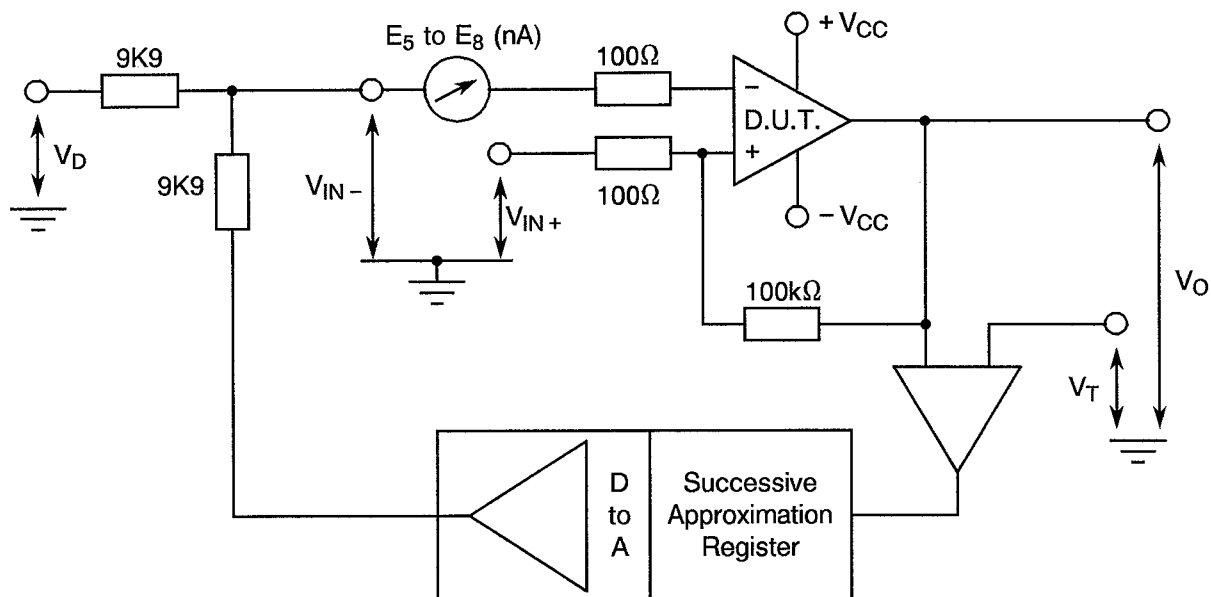 E5 to E8 (nA)
9K9
100Ω
+ VCC
−
D.U.T.
+
VD
9K9
VIN −
100Ω
VIN +
− VCC
100kΩ
VO
VT
D
to
A
Successive
Approximation
Register